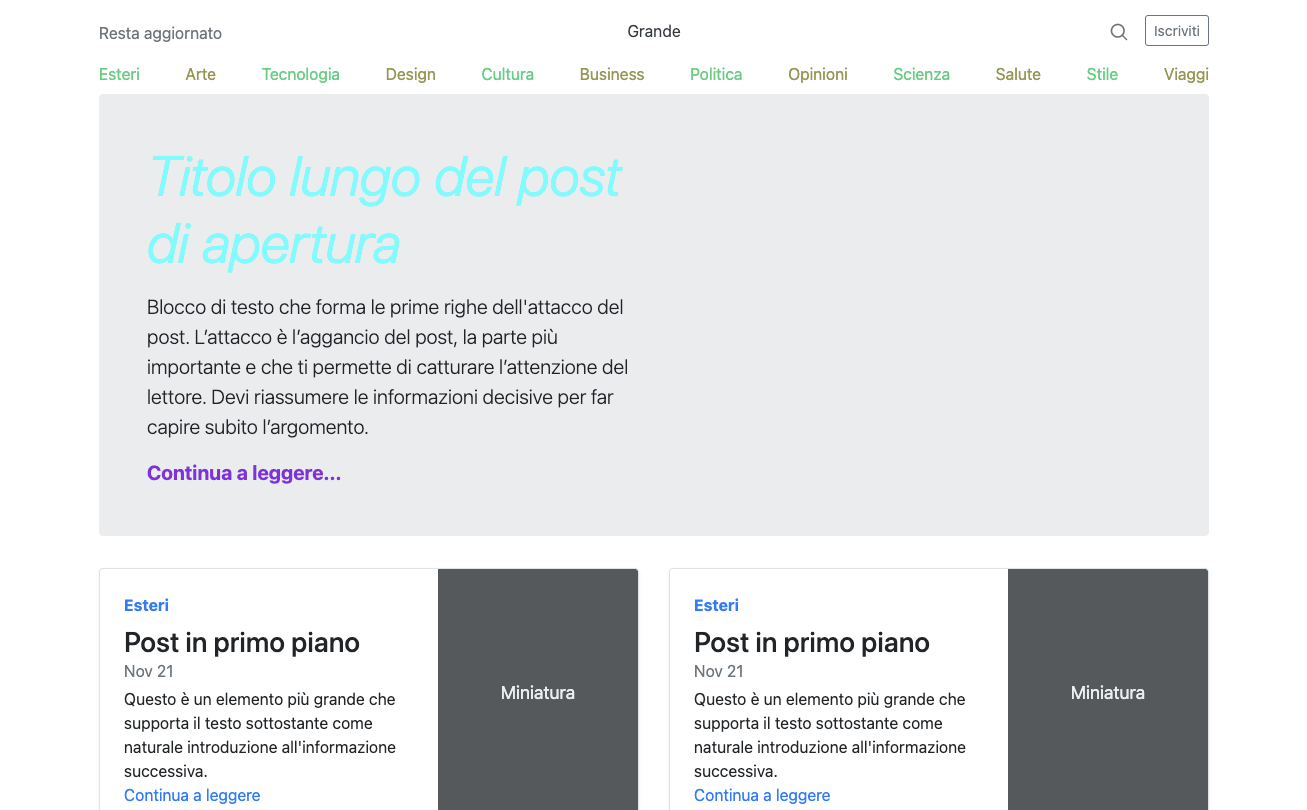 Resta aggiornato
Grande
Iscriviti
Esteri Arte Tecnologia Design Cultura Business Politica Opinioni Scienza Salute Stile Viaggi
Titolo lungo del post
di apertura
Blocco di testo che forma le prime righe dell'attacco del
post. L’attacco è l’aggancio del post, la parte più
importante e che ti permette di catturare l’attenzione del
lettore. Devi riassumere le informazioni decisive per far
capire subito l’argomento.
Continua a leggere...
Esteri
Post in primo piano
Nov 21
Questo è un elemento più grande che
supporta il testo sottostante come
naturale introduzione all'informazione
successiva.
Continua a leggere
Miniatura
Esteri
Post in primo piano
Nov 21
Questo è un elemento più grande che
supporta il testo sottostante come
naturale introduzione all'informazione
successiva.
Continua a leggere
Miniatura